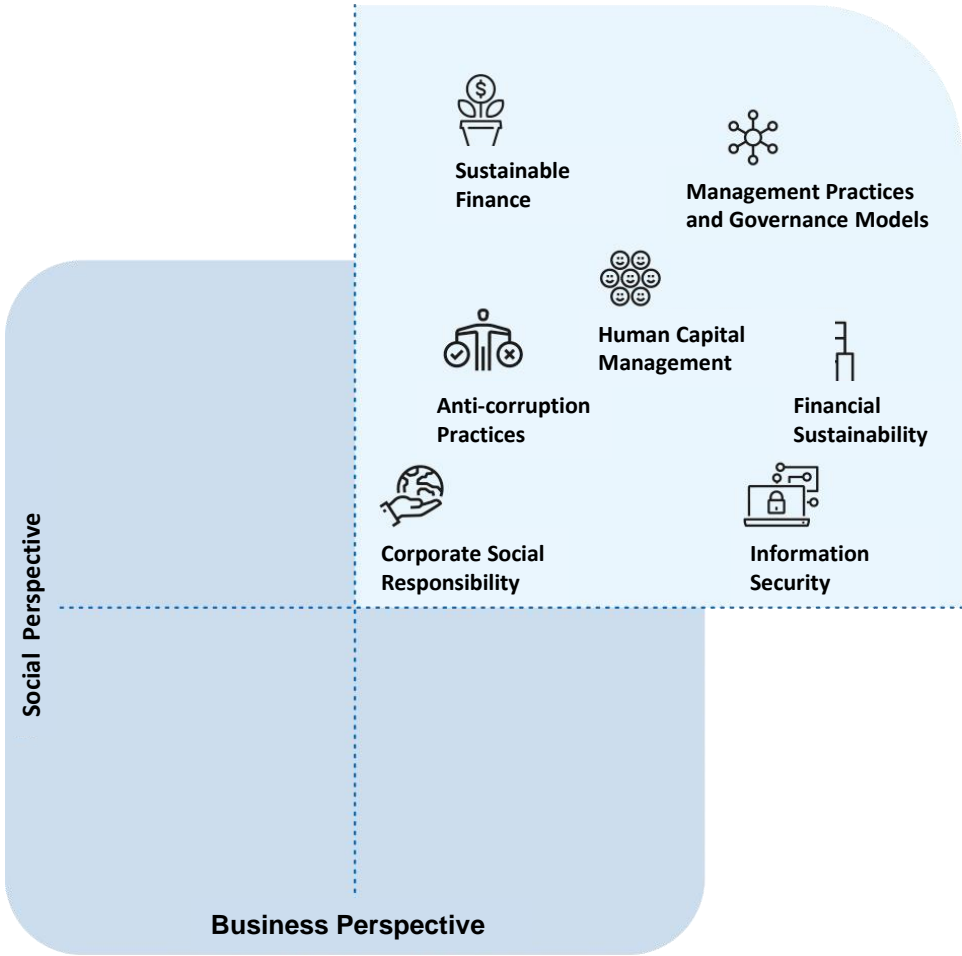 $
Sustainable
Finance
Management Practices
and Governance Models
Human Capital
Management
Anti-corruption
Practices
Financial
Sustainability
Corporate Social
Responsibility
Information
Security
Social Perspective
Business Perspective